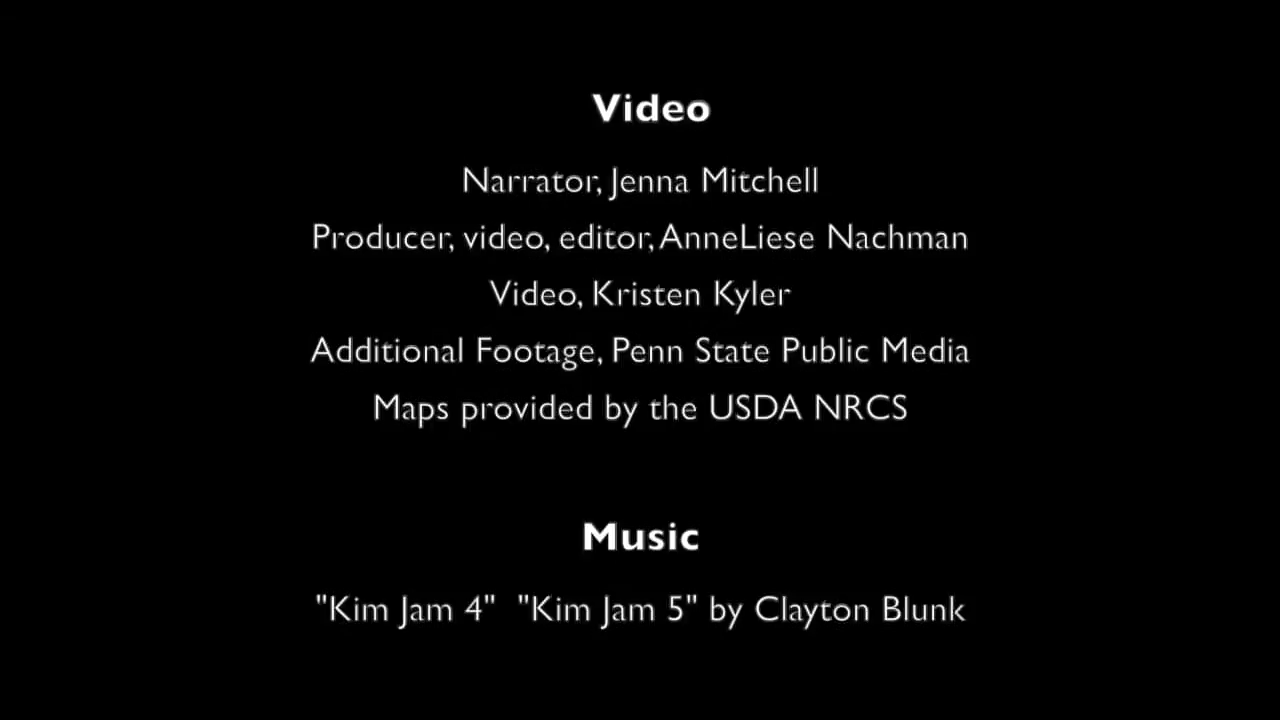 Video
Narrator, Jenna Mitchell
Producer, video, editor, AnneLiese Nachman
Video, Kristen Kyler
Additional Footage, Penn State Public Media
Maps provided by the USDA NRCS
Music
"Kim Jam 4"  "Kim Jam 5" by Clayton Blunk